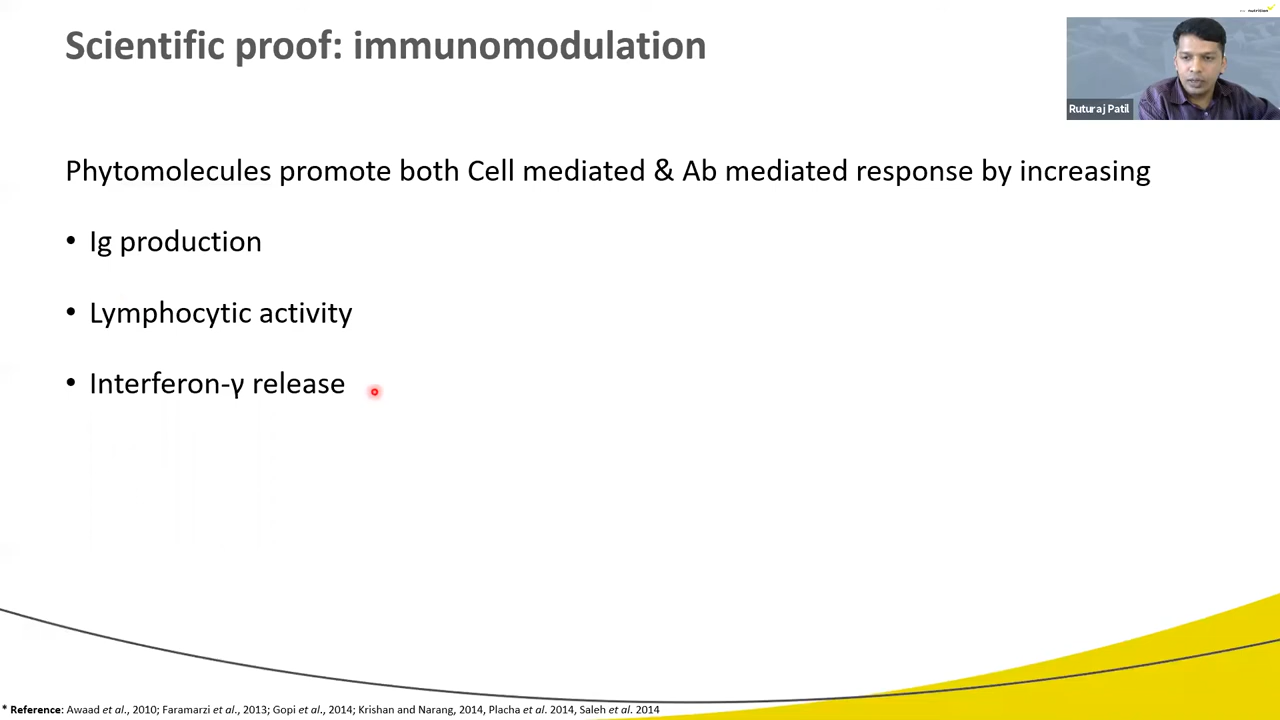 nutrition
Scientific proof: immunomodulation
Ruturaj Patil
Phytomolecules promote both Cell mediated & Ab mediated response by increasing
• Ig production
• Lymphocytic activity
• Interferon-γ release
* Reference: Awaad et al., 2010; Faramarzi et al., 2013; Gopi et al., 2014; Krishan and Narang, 2014, Placha et al. 2014, Saleh et al. 2014